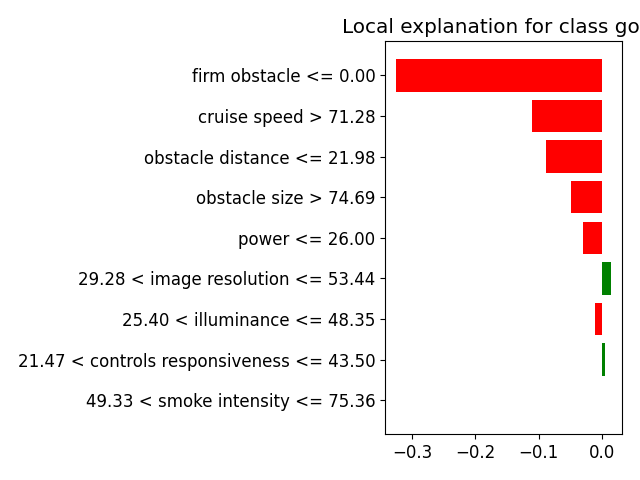 Local explanation for class go
firm obstacle <= 0.00
cruise speed > 71.28
obstacle distance <= 21.98
obstacle size > 74.69
power <= 26.00
29.28 < image resolution <= 53.44
25.40 < illuminance <= 48.35
21.47 < controls responsiveness <= 43.50
49.33 < smoke intensity <= 75.36
−0.3 −0.2 −0.1 0.0